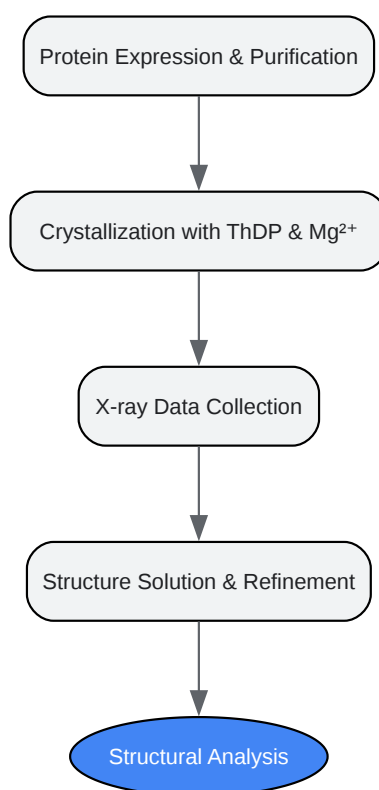 Protein Expression & Purification
Crystallization with ThDP & Mg²⁺
X-ray Data Collection
Structure Solution & Refinement
Structural Analysis